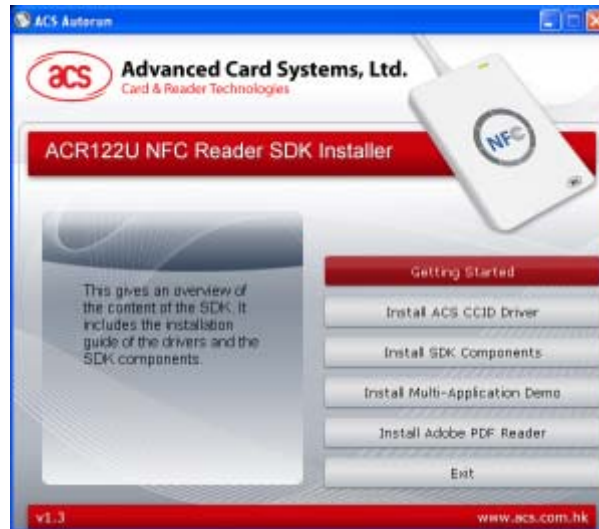 ACS Autorun
acs
Advanced Card Systems, Ltd.
Card & Reader Technologies
NFC
ACR122U NFC Reader SDK Installer
This gives an overview of
the content of the SDK. It
includes the installation
guide of the drivers and the
SDK components.
Getting Started
Install ACS CCID Driver
Install SDK Components
Install Multi-Application Demo
Install Adobe PDF Reader
Exit
v1.3
www.acs.com.hk